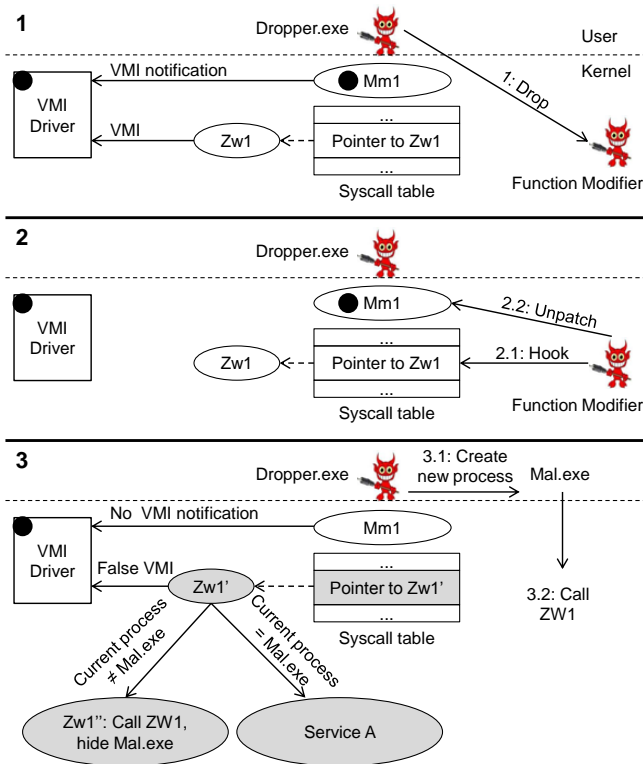 1
Dropper.exe
User
Kernel
VMI notification
Mm1
1: Drop
VMI
Driver
VMI
Zw1
...
Pointer to Zw1
...
Syscall table
Function Modifier
2
Dropper.exe
Mm1
2.2: Unpatch
VMI
Driver
Zw1
...
Pointer to Zw1
...
2.1: Hook
Syscall table
Function Modifier
3
Dropper.exe
3.1: Create
new process
Mal.exe
No VMI notification
Mm1
VMI
Driver
False VMI
Zw1'
...
Pointer to Zw1'
...
Syscall table
3.2: Call
ZW1
Current process
≠ Mal.exe
Current process
= Mal.exe
Zw1'': Call ZW1,
hide Mal.exe
Service A